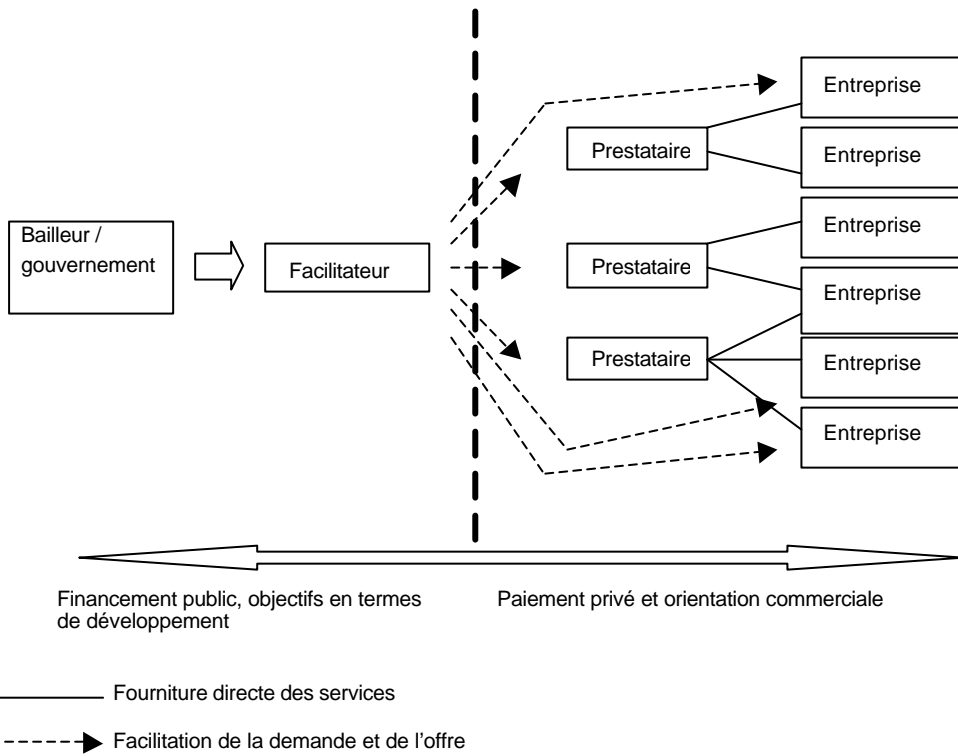 Entreprise
Prestataire
Entreprise
Bailleur /
gouvernement
Facilitateur
Entreprise
Prestataire
Entreprise
Prestataire
Entreprise
Entreprise
Financement public, objectifs en termes
de développement
Paiement privé et orientation commerciale
Fourniture directe des services
Facilitation de la demande et de l'offre